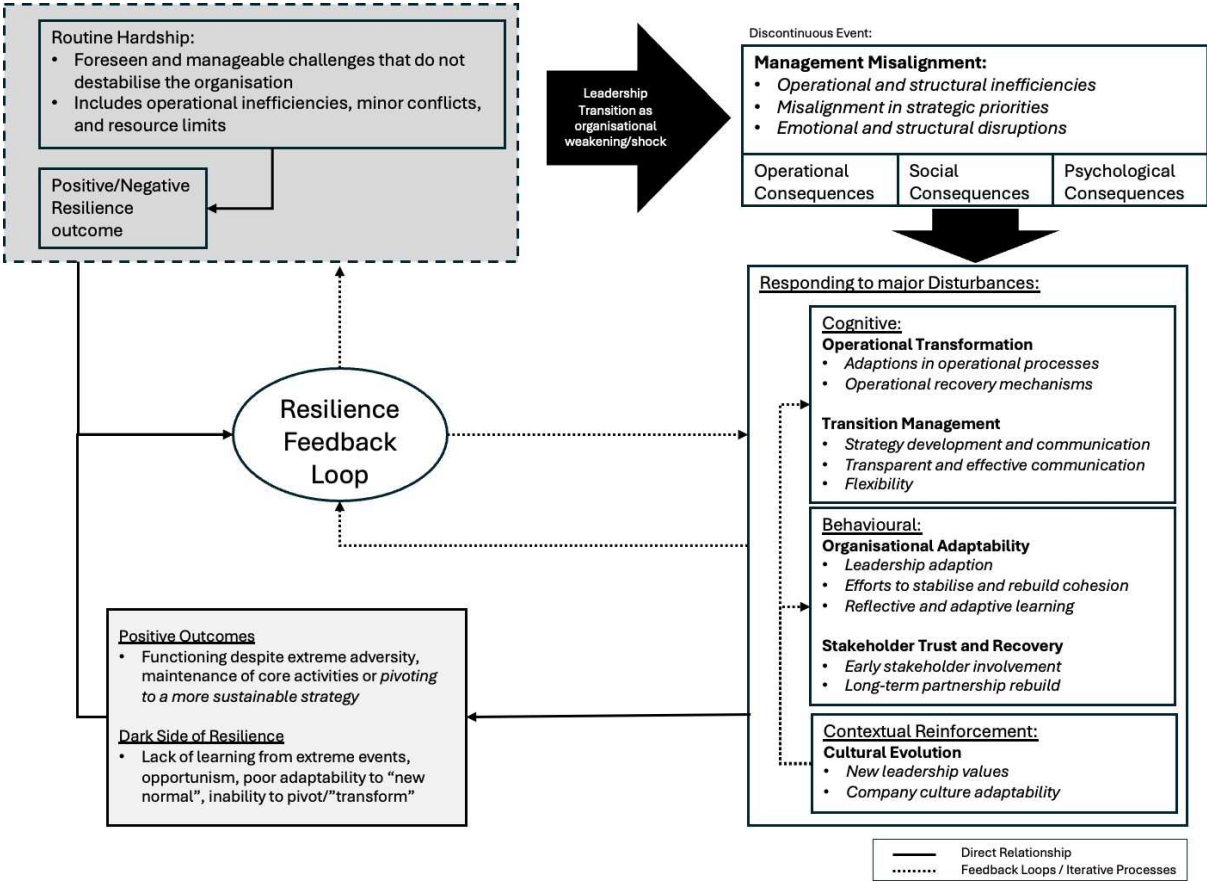 Routine Hardship:
• Foreseen and manageable challenges that do not
destabilise the organisation
• Includes operational inefficiencies, minor conflicts,
and resource limits
Positive/Negative
Resilience
outcome
Leadership
Transition as
organisational
weakening/shock
Discontinuous Event:
Management Misalignment:
• Operational and structural inefficiencies
• Misalignment in strategic priorities
• Emotional and structural disruptions
Operational
Consequences
Social
Consequences
Psychological
Consequences
Responding to major Disturbances:
Cognitive:
Operational Transformation
• Adaptions in operational processes
• Operational recovery mechanisms
Transition Management
• Strategy development and communication
• Transparent and effective communication
• Flexibility
Behavioural:
Organisational Adaptability
• Leadership adaption
• Efforts to stabilise and rebuild cohesion
• Reflective and adaptive learning
Stakeholder Trust and Recovery
• Early stakeholder involvement
• Long-term partnership rebuild
Contextual Reinforcement:
Cultural Evolution
• New leadership values
• Company culture adaptability
Resilience
Feedback
Loop
Positive Outcomes
• Functioning despite extreme adversity,
maintenance of core activities or pivoting
to a more sustainable strategy
Dark Side of Resilience
• Lack of learning from extreme events,
opportunism, poor adaptability to “new
normal”, inability to pivot/”transform”
Direct Relationship
Feedback Loops / Iterative Processes